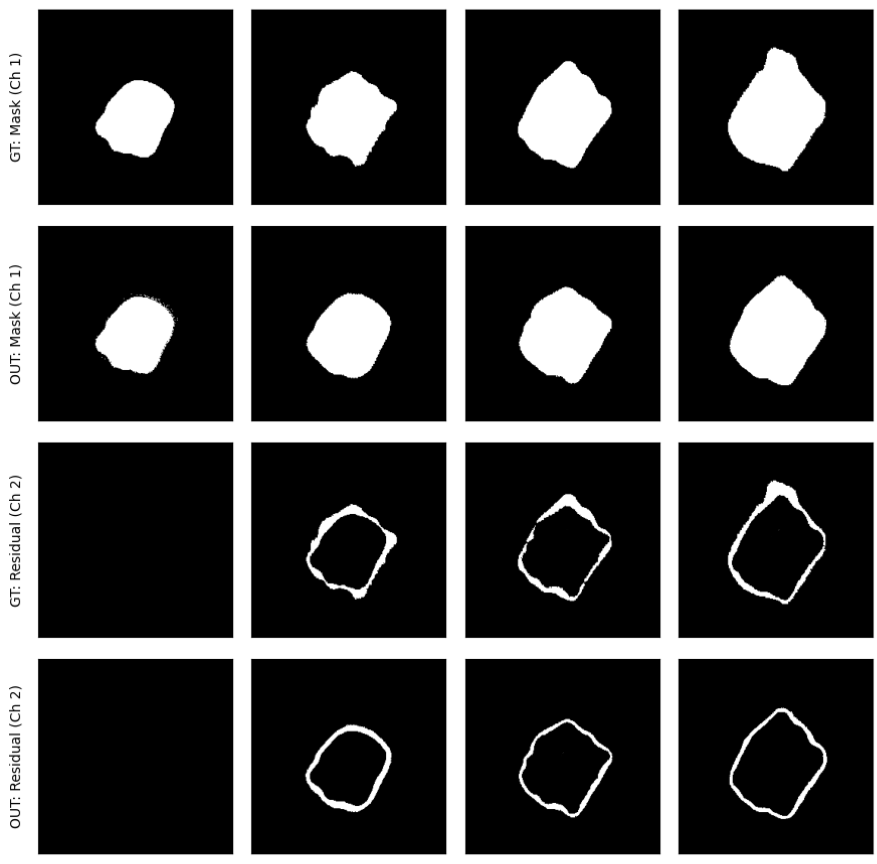 GT: Mask (Ch 1)
OUT: Mask (Ch 1)
GT: Residual (Ch 2)
OUT: Residual (Ch 2)